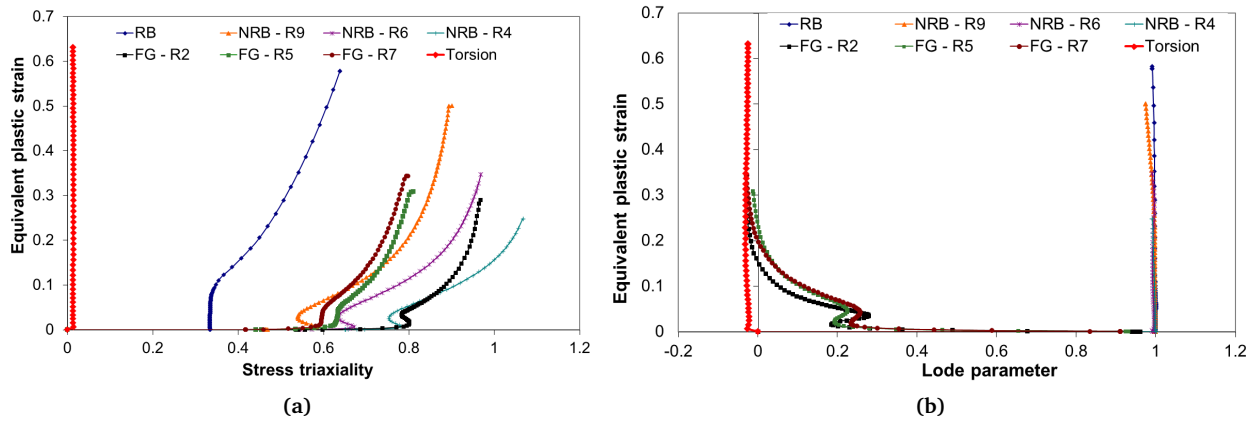 0.7
0.6
0.5
0.4
0.3
0.2
0.1
0
Equivalent plastic strain
RB
NRB - R9
NRB - R6
NRB - R4
FG - R2
FG - R5
FG - R7
Torsion
0
0.2
0.4
0.6
0.8
1
1.2
Stress triaxiality
(a)
0.7
0.6
0.5
0.4
0.3
0.2
0.1
0
Equivalent plastic strain
RB
NRB - R9
NRB - R6
NRB - R4
FG - R2
FG - R5
FG - R7
Torsion
-0.2
0
0.2
0.4
0.6
0.8
1
1.2
Lode parameter
(b)